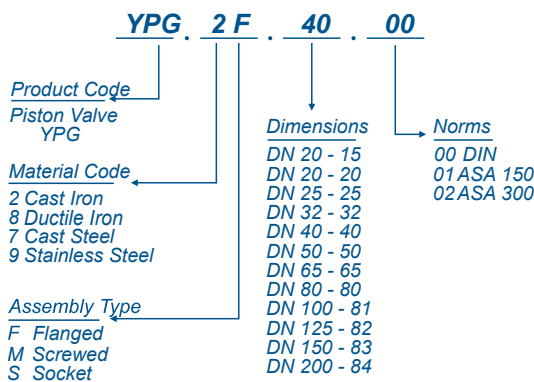 YPG . 2 F . 40 . 00
Product Code
Piston Valve
YPG
Material Code
2 Cast Iron
8 Ductile Iron
7 Cast Steel
9 Stainless Steel
Assembly Type
F Flanged
M Screwed
S Socket
Dimensions
DN 20 - 15
DN 20 - 20
DN 25 - 25
DN 32 - 32
DN 40 - 40
DN 50 - 50
DN 65 - 65
DN 80 - 80
DN 100 - 81
DN 125 - 82
DN 150 - 83
DN 200 - 84
Norms
00 DIN
01 ASA 150
02 ASA 300